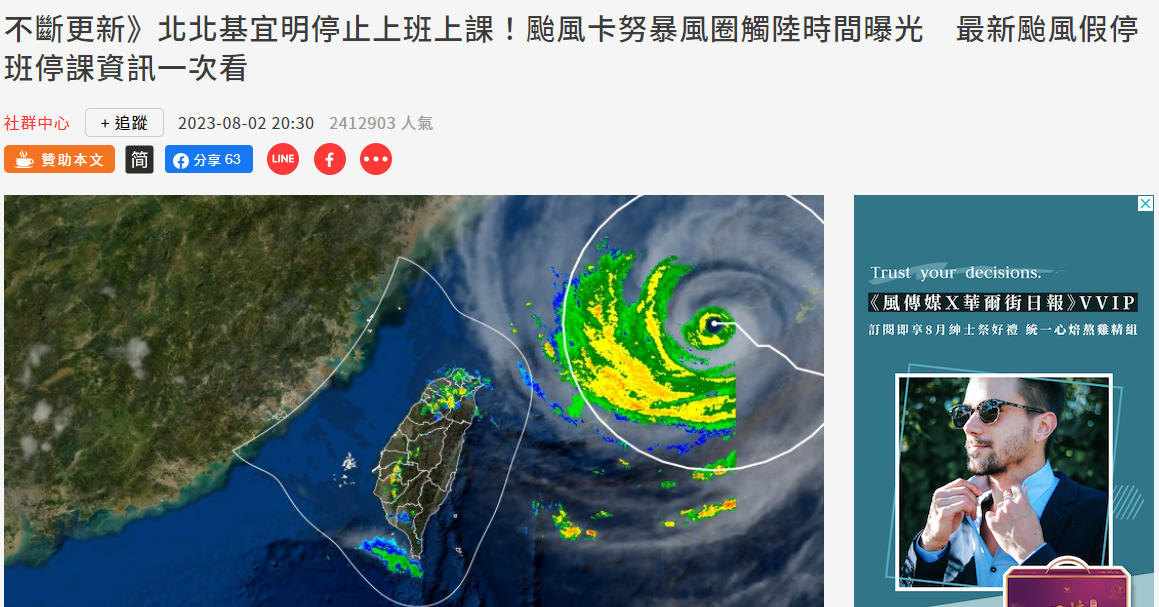 不斷更新》北北基宜明停止上班上課！颱風卡努暴風圈觸陸時間曝光　最新颱風假停
班停課資訊一次看
社群中心 + 追蹤 2023-08-02 20:30 2412903 人氣
贊助本文 简 分享 63 LINE
Trust your decisions.
《風傳媒X華爾街日報》VVIP
訂閱即享8月紳士祭好禮 統一心焙熬雞精組